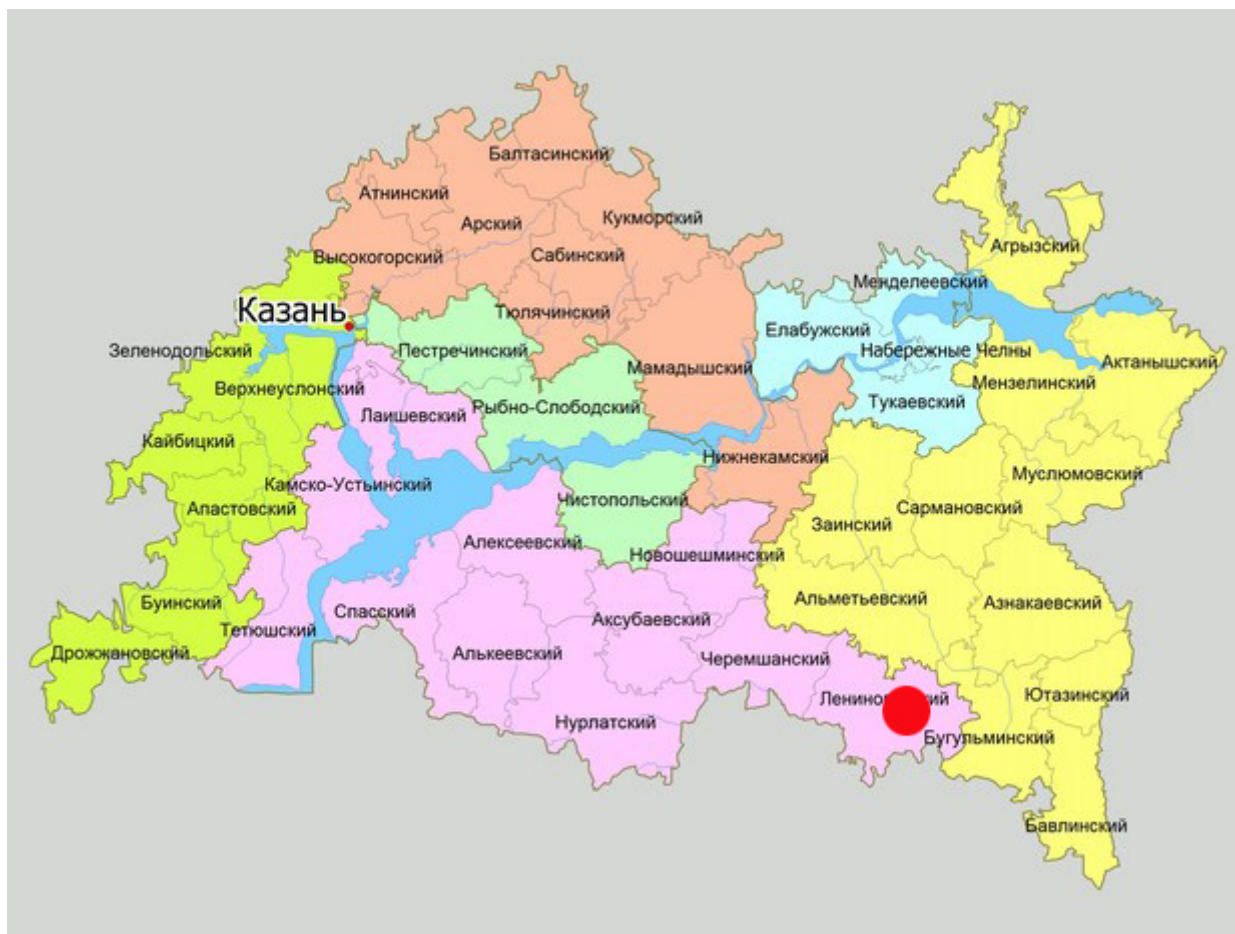 Балтасинский
Атнинский
Кукморский
Арский
Агрызский
Высокогорский
Сабинский
Менделеевский
Казань
Тюлячинский
Елабужский
Зеленодольский
Пестречинский
Набережные Челны
Актанышский
Мамадышский
Верхнеуслонский
Мензелинский
Тукаевский
Лаишевский
Рыбно-Слободский
Кайбицкий
Нижнекамский
Муслюмовский
Камско-Устьинский
Чистопольский
Апастовский
Сармановский
Заинский
Алексеевский
Новошешминский
Альметьевский
Азнакаевский
Буинский
Спасский
Аксубаевский
Тетюшский
Дрожжановский
Алькеевский
Черемшанский
Ютазинский
Нурлатский
Бугульминский
Бавлинский